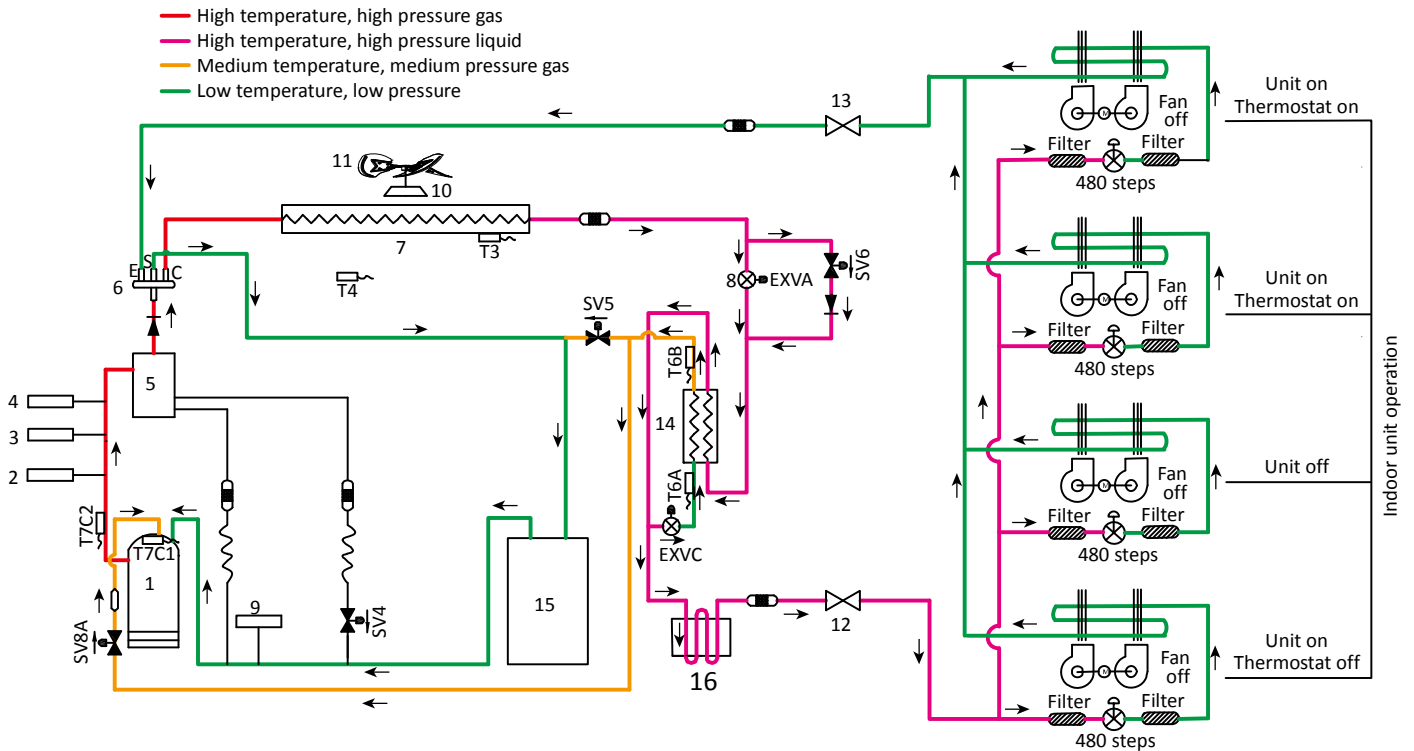 High temperature, high pressure gas
High temperature, high pressure liquid
Medium temperature, medium pressure gas
Low temperature, low pressure
13
11
10
7
T3
T4
E
S
C
6
8
EXVA
SV6
SV5
T6B
14
T6A
EXVC
5
4
3
2
T7C2
T7C1
1
9
SV4
SV8A
15
16
12
Fan
off
Filter
Filter
480 steps
Unit on
Thermostat on
M
Fan
off
Filter
Filter
480 steps
Unit on
Thermostat on
M
Fan
off
Filter
Filter
480 steps
Unit off
M
Fan
off
Filter
Filter
480 steps
Unit on
Thermostat off
M
Indoor unit operation